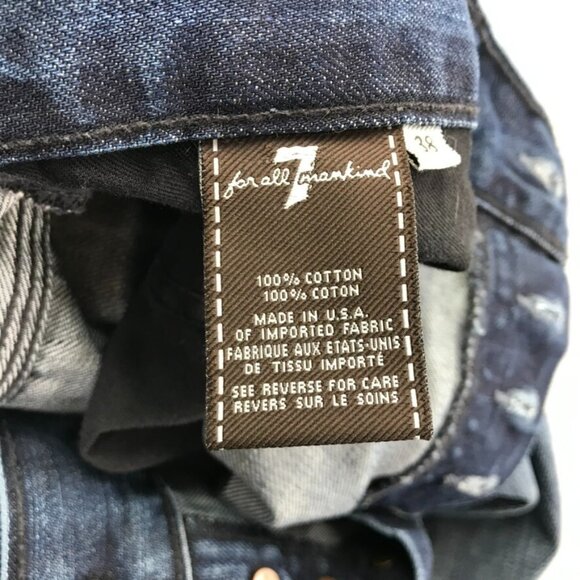 7
for all mankind
38
100% COTTON
100% COTON
MADE IN U.S.A.
OF IMPORTED FABRIC
FABRIQUE AUX ETATS-UNIS
DE TISSU IMPORTÉ
SEE REVERSE FOR CARE
REVERS SUR LE SOINS